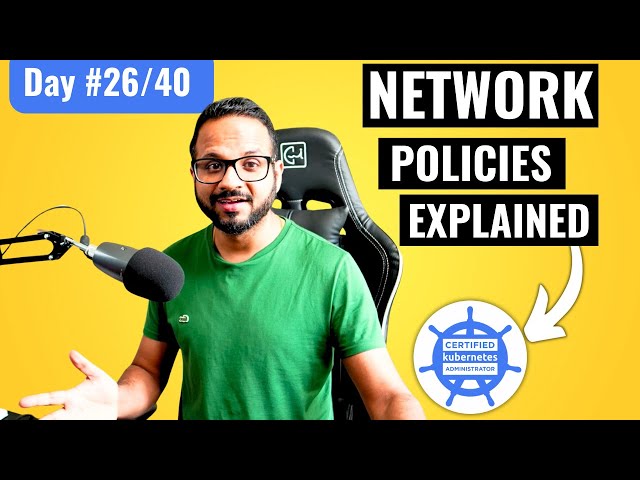 Day #26/40
NETWORK
POLICIES
EXPLAINED
CERTIFIED
kubernetes
ADMINISTRATOR